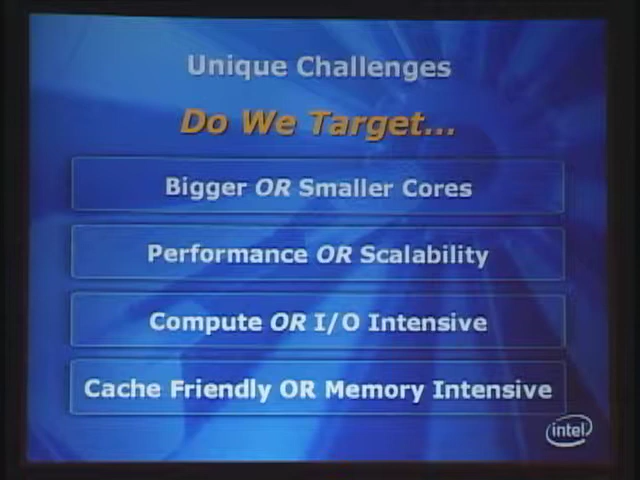 Unique Challenges
Do We Target...
Bigger OR Smaller Cores
Performance OR Scalability
Compute OR I/O Intensive
Cache Friendly OR Memory Intensive
intel